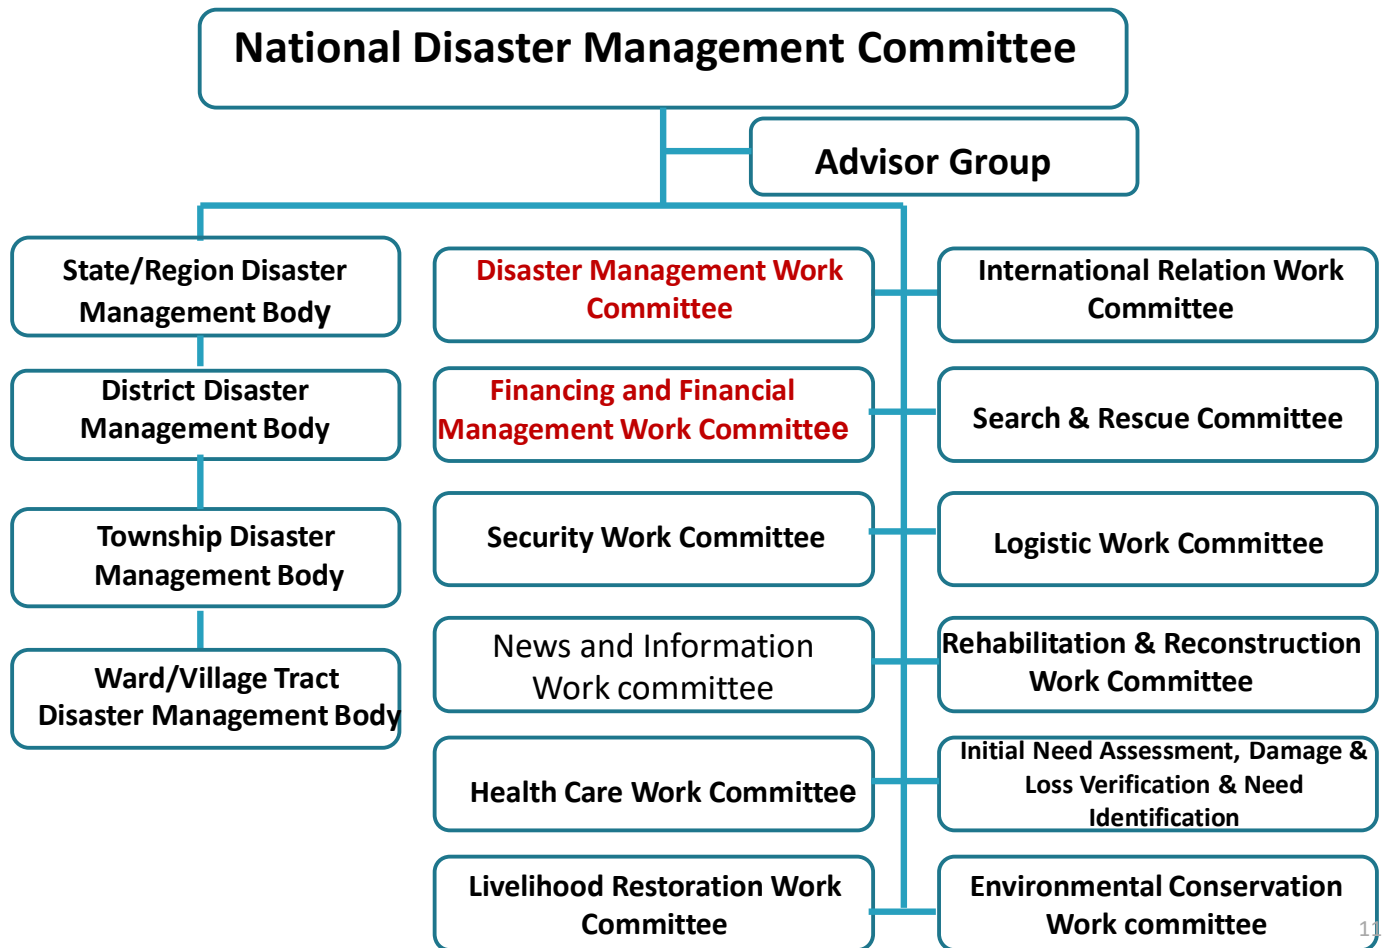 National Disaster Management Committee
Advisor Group
State/Region Disaster
Management Body
District Disaster
Management Body
Township Disaster
Management Body
Ward/Village Tract
Disaster Management Body
Disaster Management Work
Committee
Financing and Financial
Management Work Committee
Security Work Committee
News and Information
Work committee
Health Care Work Committee
Livelihood Restoration Work
Committee
International Relation Work
Committee
Search & Rescue Committee
Logistic Work Committee
Rehabilitation & Reconstruction
Work Committee
Initial Need Assessment, Damage &
Loss Verification & Need
Identification
Environmental Conservation
Work committee
11